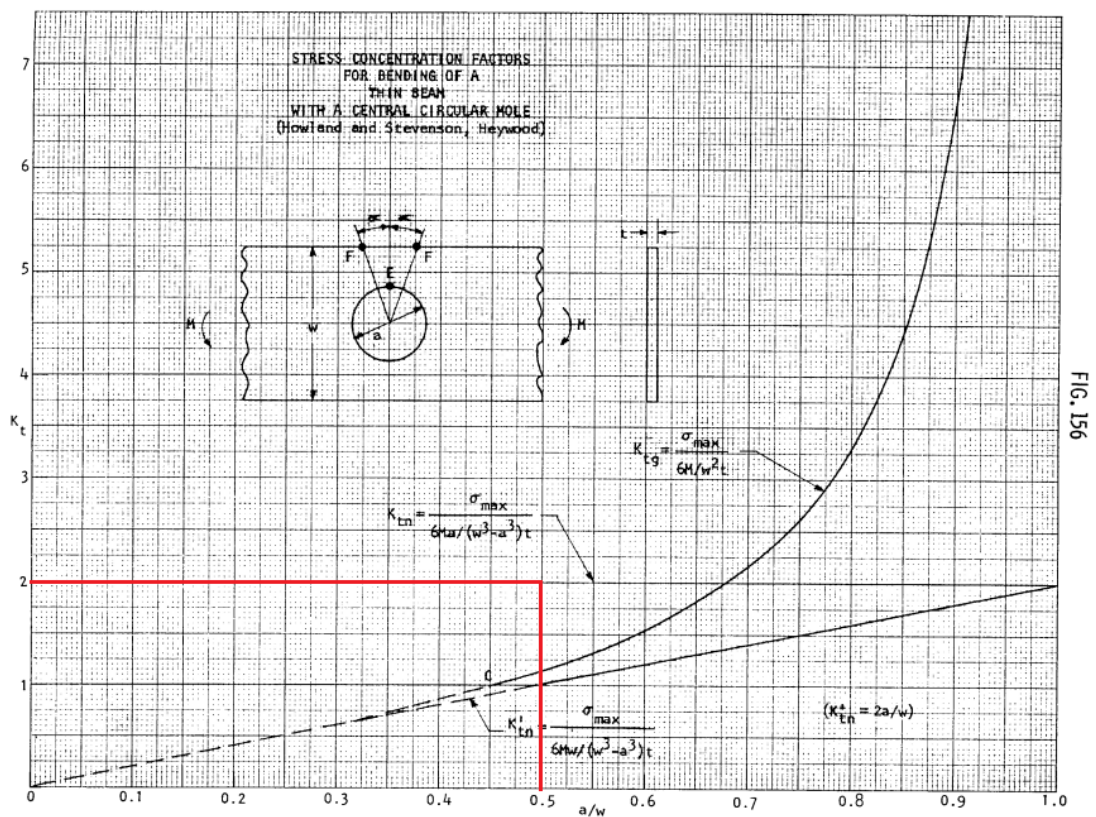 STRESS CONCENTRATION FACTORS
FOR BENDING OF A
THIN BEAM
WITH A CENTRAL CIRCULAR MOLE
(Howland and Stevenson, Heywood)
7
6
5
4
3
2
1
0
K_t
F
F
E
M
w
a
M
t
FIG. 156
K_tg = σ_max
6M/w²t
K_tn = σ_max
6Ma/(w³-a³)t
C
K'_tn = σ_max
6Mw/(w³-a³)t
(K'_tn = 2a/w)
0 0.1 0.2 0.3 0.4 0.5 0.6 0.7 0.8 0.9 1.0
a/w